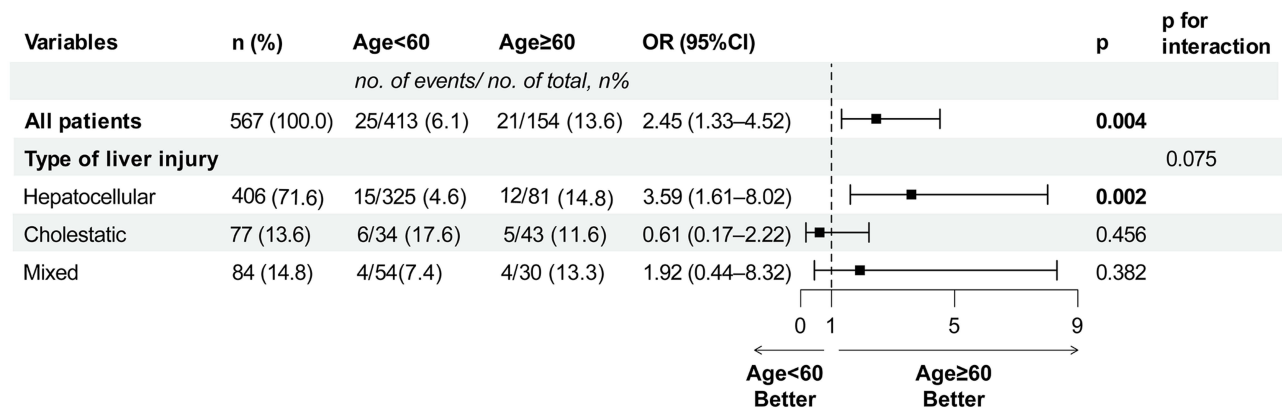 Variables n (%) Age<60 Age≥60 OR (95%CI) p p for interaction
no. of events/ no. of total, n%
All patients 567 (100.0) 25/413 (6.1) 21/154 (13.6) 2.45 (1.33–4.52) 0.004
Type of liver injury 0.075
Hepatocellular 406 (71.6) 15/325 (4.6) 12/81 (14.8) 3.59 (1.61–8.02) 0.002
Cholestatic 77 (13.6) 6/34 (17.6) 5/43 (11.6) 0.61 (0.17–2.22) 0.456
Mixed 84 (14.8) 4/54(7.4) 4/30 (13.3) 1.92 (0.44–8.32) 0.382
0 1 5 9
Age<60 Age≥60
Better Better